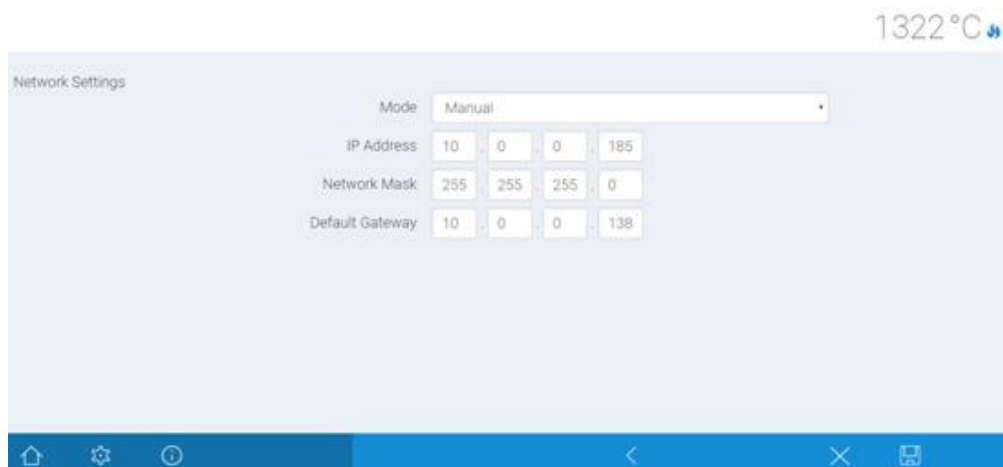 1322°C
Network Settings
Mode Manual
IP Address 10 . 0 . 0 . 185
Network Mask 255 . 255 . 255 . 0
Default Gateway 10 . 0 . 0 . 138